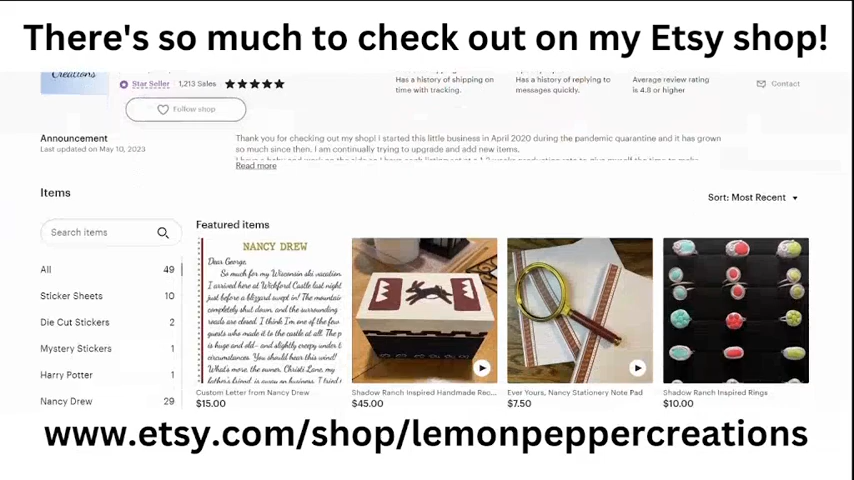 There's so much to check out on my Etsy shop!
Creations
Star Seller 1,213 Sales
Has a history of shipping on
with tracking.
Has a history of replying to
messages quickly.
Average review rating
is 4.8 or higher
Contact
Follow shop
Announcement
Last updated on May 10, 2023
Thank you for checking out my shop! I started this little business in April 2020 during the pandemic quarantine and it has grown
so much since then. I am continually trying to upgrade and add new items.
Read more
Items
Sort: Most Recent
Search items
All 49
Sticker Sheets 10
Die Cut Stickers 2
Mystery Stickers 1
Harry Potter 1
Nancy Drew 29
Featured items
NANCY DREW
Dear George,
So much for my Wisconsin ski vacation
I arrived here at Wickford Castle last night
just before a blizzard swept in! The mountain
completely shut down, and the surrounding
roads are closed. I think I'm one of the few
guests who made it to the castle at all. The p
is huge and old- and slightly creepy under t
circumstances. You should hear this wind!
What's more, the owner, Christi Lane, my
father's friend, is away on business. I tried t
Custom Letter from Nancy Drew
$15.00
Shadow Ranch Inspired Handmade Rec...
$45.00
Ever Yours, Nancy Stationery Note Pad
$7.50
Shadow Ranch Inspired Rings
$10.00
www.etsy.com/shop/lemonpeppercreations